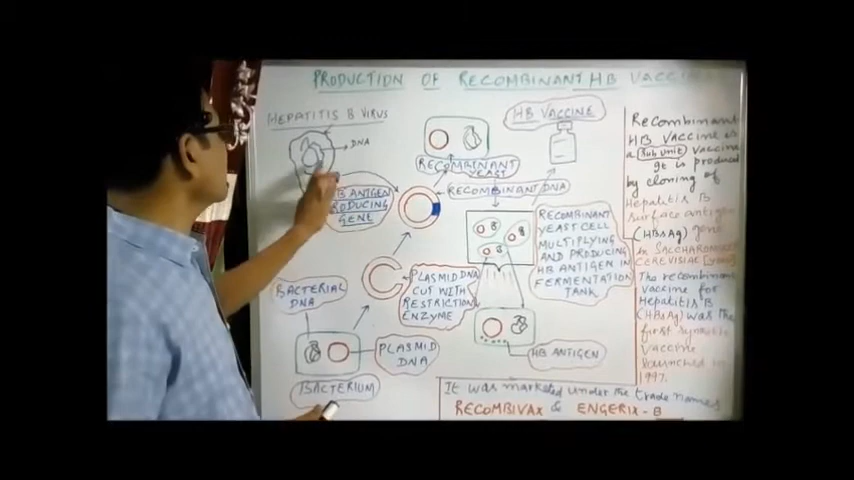 PRODUCTION OF RECOMBINANT HB VACCINE
HEPATITIS B VIRUS
DNA
HB ANTIGEN
PRODUCING
GENE
BACTERIAL
DNA
BACTERIUM
PLASMID
DNA
PLASMID DNA
CUT WITH
RESTRICTION
ENZYME
RECOMBINANT DNA
RECOMBINANT
YEAST
HB VACCINE
RECOMBINANT
YEAST CELL
MULTIPLYING
AND PRODUCING
HB ANTIGEN IN
FERMENTATION
TANK
HB ANTIGEN
Recombinant
HB VACCINE is
a Sub unit vaccine
It is produced
by cloning of
Hepatitis B
surface antigen
(HBsAg) gene
in SACCHAROMYCES
CEREVISIAE [yeast]
The recombinant
vaccine for
Hepatitis B
(HBsAg) was the
first synthetic
vaccine
launched in
1997.
It was marketed under the trade names
RECOMBIVAX & ENGERIX-B